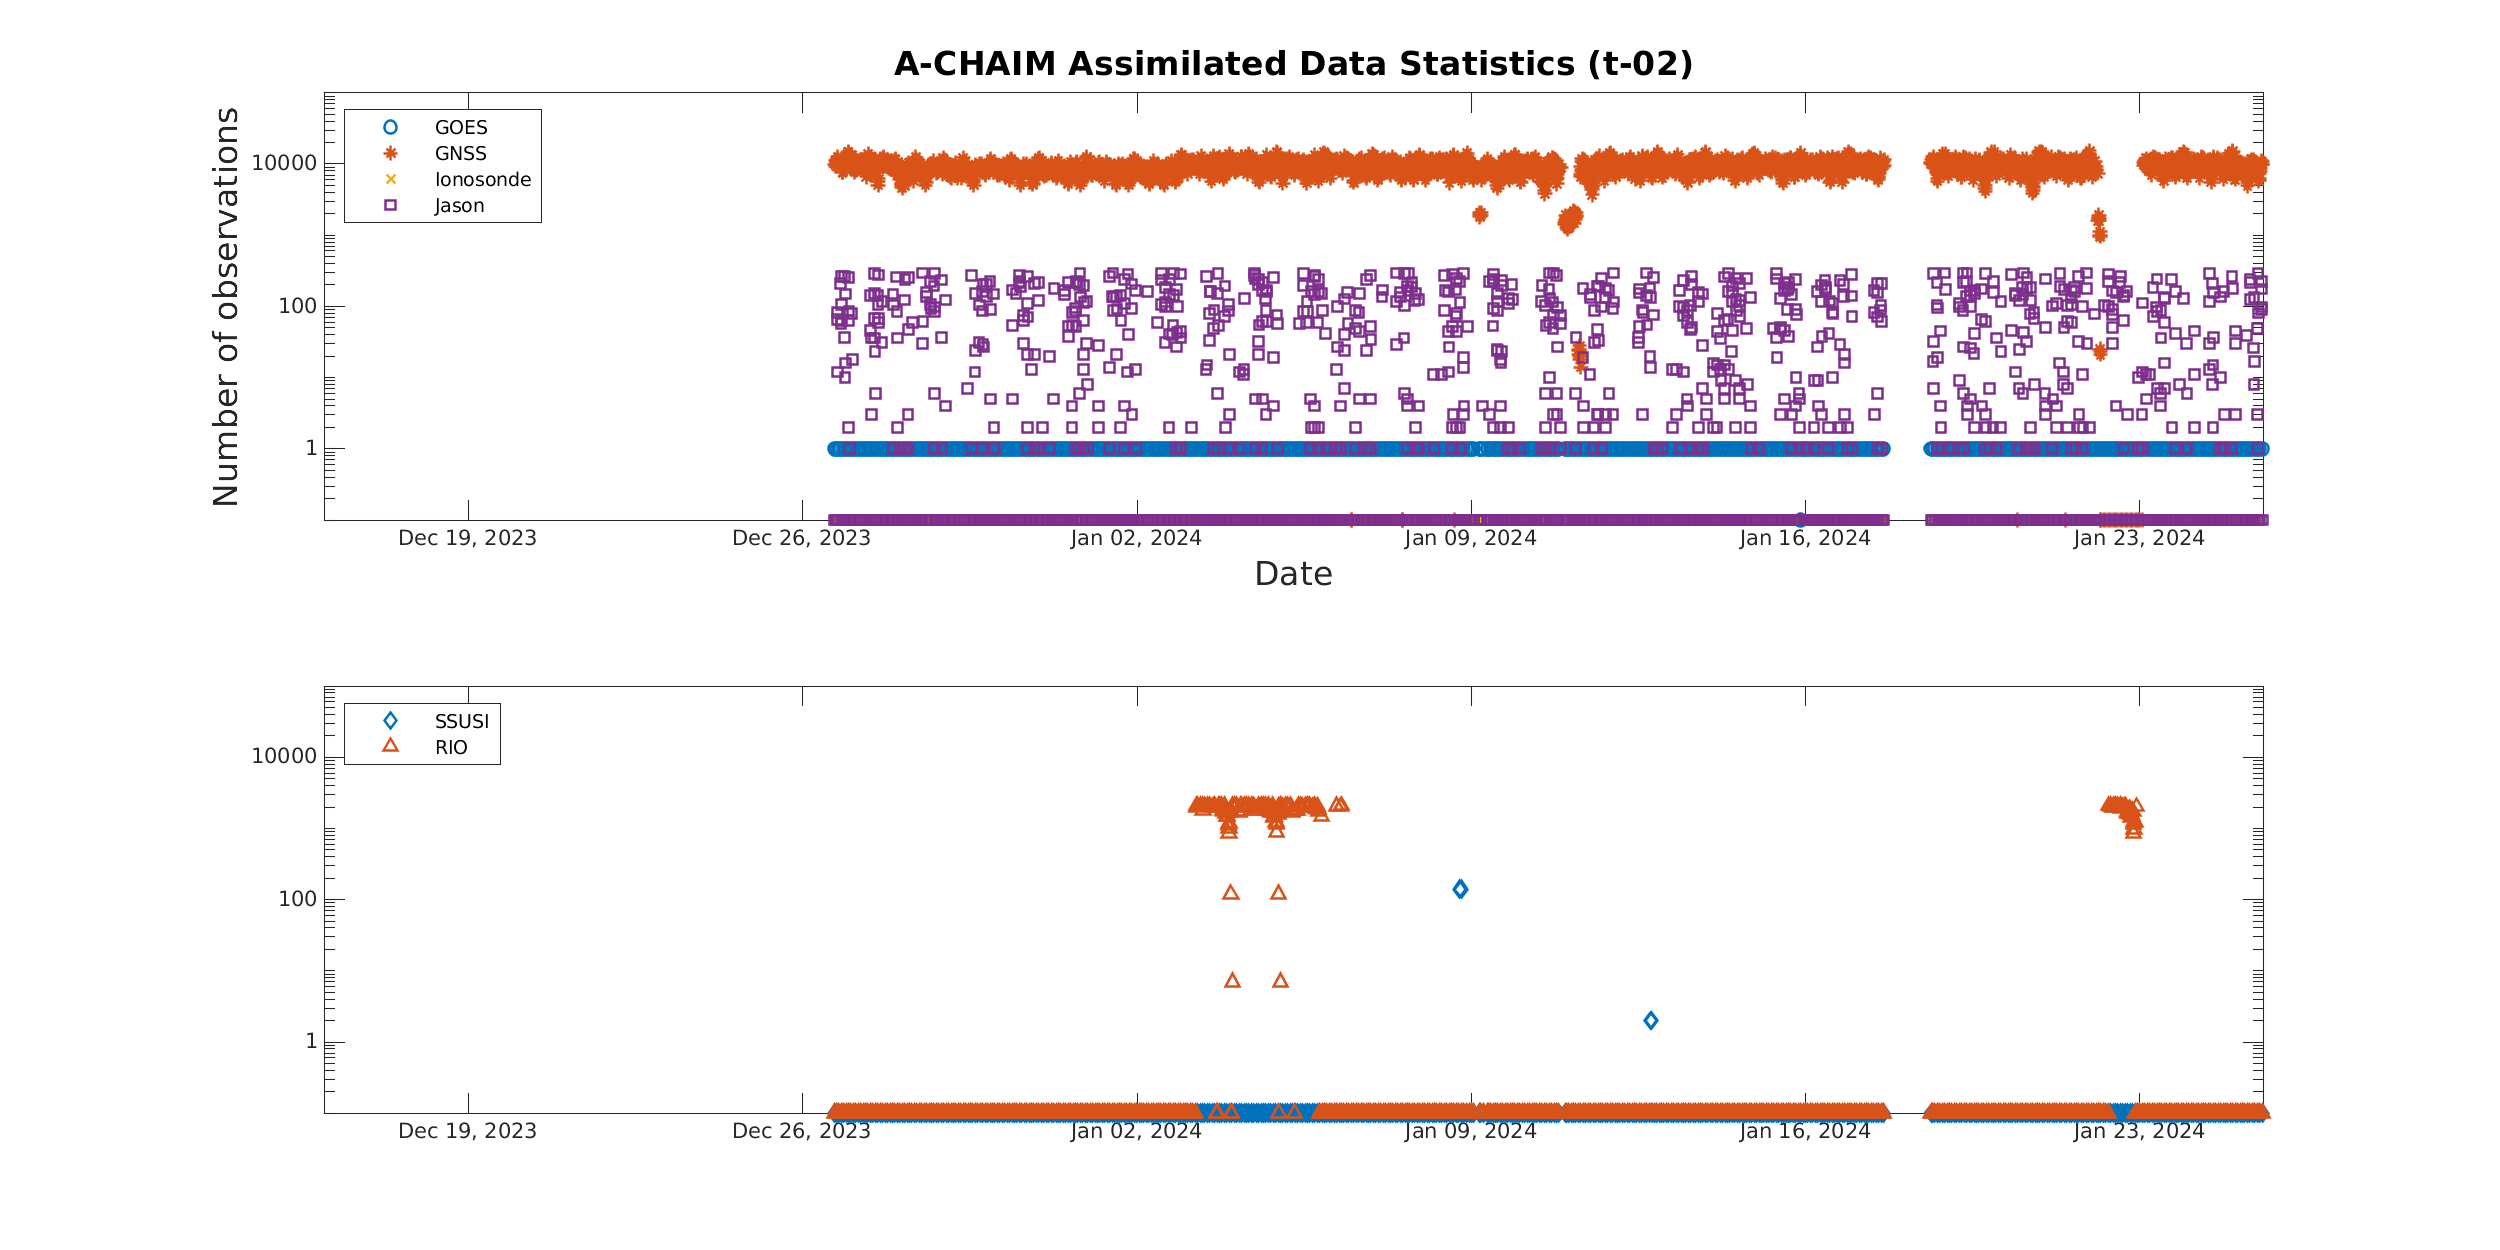 A-CHAIM Assimilated Data Statistics (t-02)
Number of observations
10000
100
1
GOES
GNSS
Ionosonde
Jason
Dec 19, 2023
Dec 26, 2023
Jan 02, 2024
Jan 09, 2024
Jan 16, 2024
Jan 23, 2024
Date
10000
100
1
SSUSI
RIO
Dec 19, 2023
Dec 26, 2023
Jan 02, 2024
Jan 09, 2024
Jan 16, 2024
Jan 23, 2024